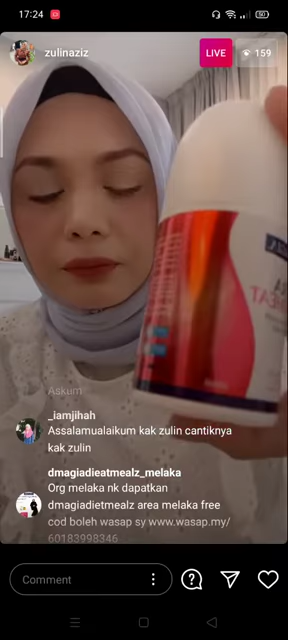 17:24
50
zulinaziz
LIVE
159
Askum
_iamjihah
Assalamualaikum kak zulin cantiknya
kak zulin
dmagiadieatmealz_melaka
Org melaka nk dapatkan
dmagiadietmealz area melaka free
cod boleh wasap sy www.wasap.my/
60183998346
Comment